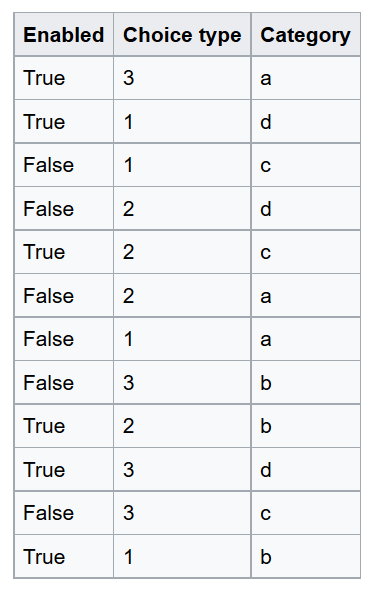 Enabled Choice type Category
True 3 a
True 1 d
False 1 c
False 2 d
True 2 c
False 2 a
False 1 a
False 3 b
True 2 b
True 3 d
False 3 c
True 1 b